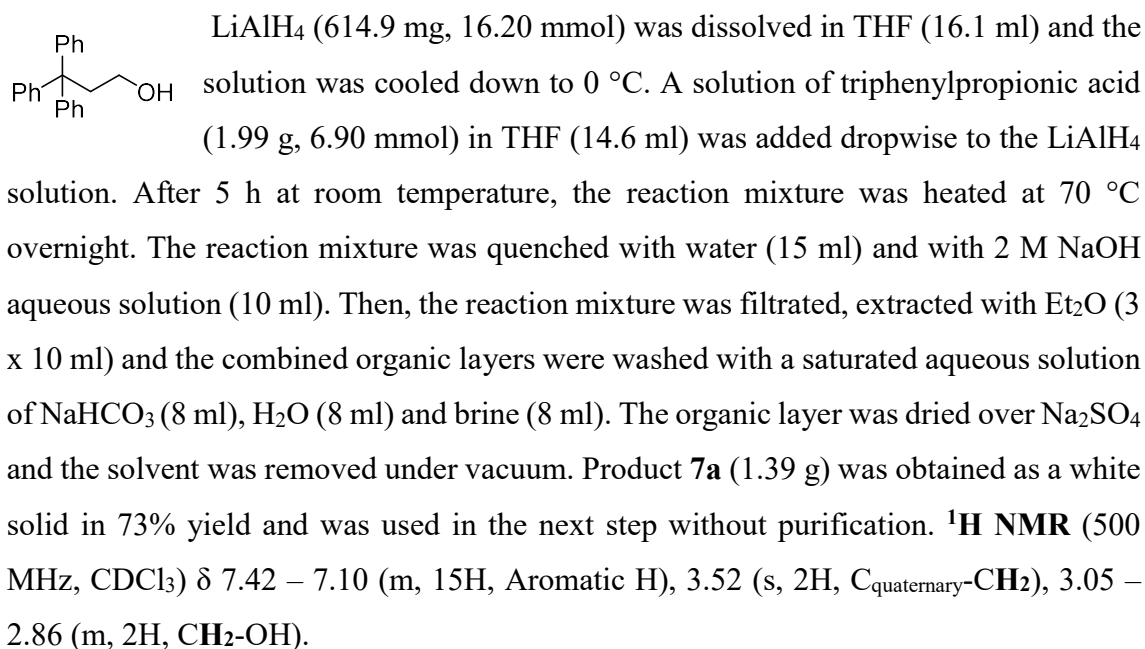 Ph
Ph
Ph
OH
LiAlH₄ (614.9 mg, 16.20 mmol) was dissolved in THF (16.1 ml) and the
solution was cooled down to 0 °C. A solution of triphenylpropionic acid
(1.99 g, 6.90 mmol) in THF (14.6 ml) was added dropwise to the LiAlH₄
solution. After 5 h at room temperature, the reaction mixture was heated at 70 °C
overnight. The reaction mixture was quenched with water (15 ml) and with 2 M NaOH
aqueous solution (10 ml). Then, the reaction mixture was filtrated, extracted with Et₂O (3
x 10 ml) and the combined organic layers were washed with a saturated aqueous solution
of NaHCO₃ (8 ml), H₂O (8 ml) and brine (8 ml). The organic layer was dried over Na₂SO₄
and the solvent was removed under vacuum. Product 7a (1.39 g) was obtained as a white
solid in 73% yield and was used in the next step without purification. ¹H NMR (500
MHz, CDCl₃) δ 7.42 – 7.10 (m, 15H, Aromatic H), 3.52 (s, 2H, Cquaternary-CH₂), 3.05 –
2.86 (m, 2H, CH₂-OH).